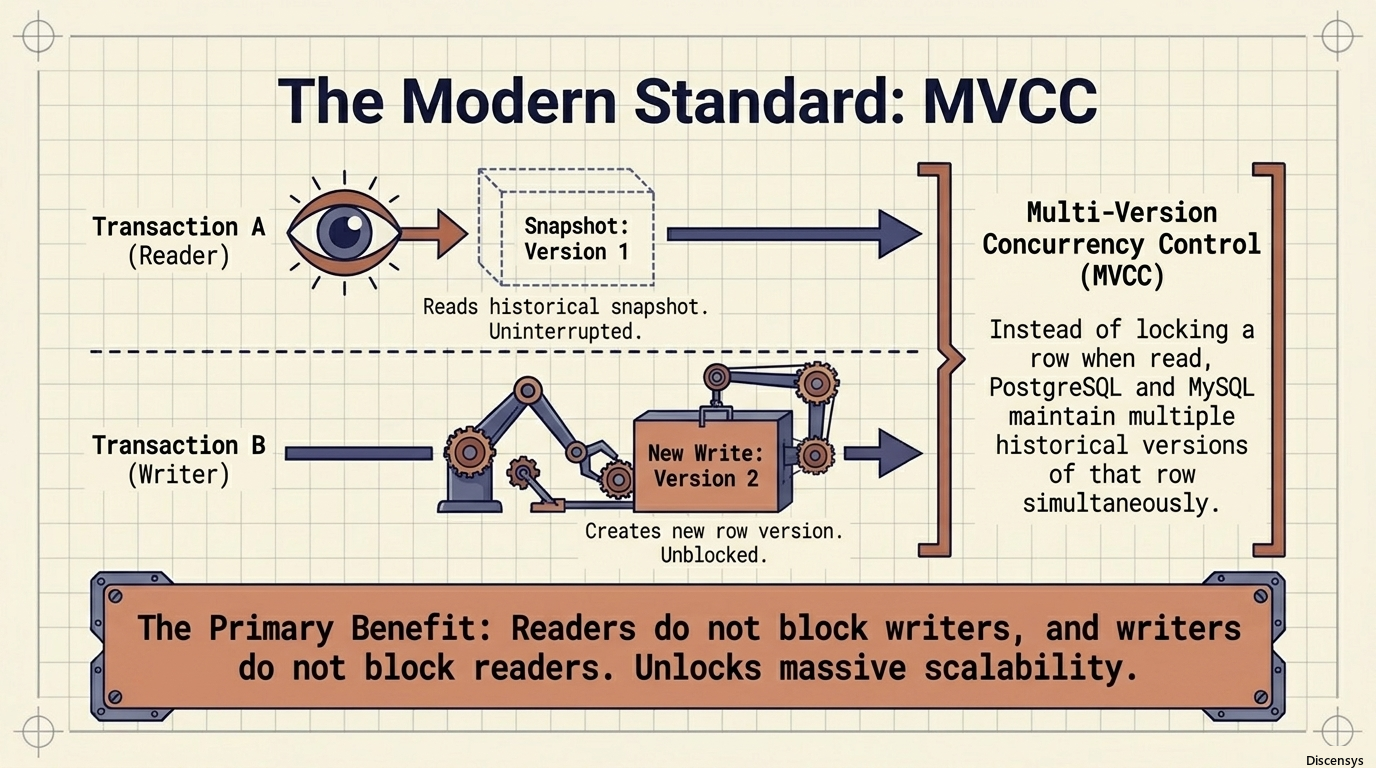 The Modern Standard: MVCC
Transaction A
(Reader)
Snapshot:
Version 1
Reads historical snapshot.
Uninterrupted.
Transaction B
(Writer)
New Write:
Version 2
Creates new row version.
Unblocked.
Multi-Version
Concurrency Control
(MVCC)
Instead of locking a
row when read,
PostgreSQL and MySQL
maintain multiple
historical versions
of that row
simultaneously.
The Primary Benefit: Readers do not block writers, and writers
do not block readers. Unlocks massive scalability.
Discensys